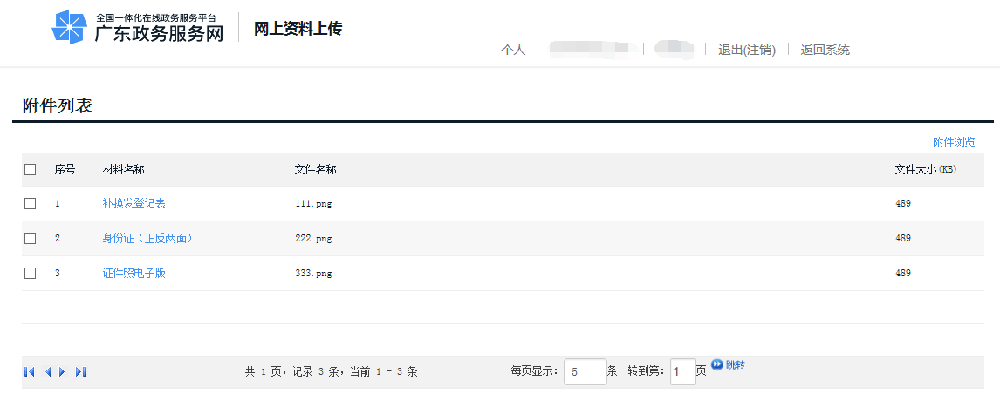 全国一体化在线政务服务平台
广东政务服务网
网上资料上传
个人
退出(注销)
返回系统
附件列表
附件浏览
序号 材料名称 文件名称 文件大小(KB)
1 补换发登记表 111.png 489
2 身份证（正反两面） 222.png 489
3 证件照电子版 333.png 489
共 1 页，记录 3 条，当前 1 - 3 条 每页显示： 5 条 转到第： 1 页 跳转